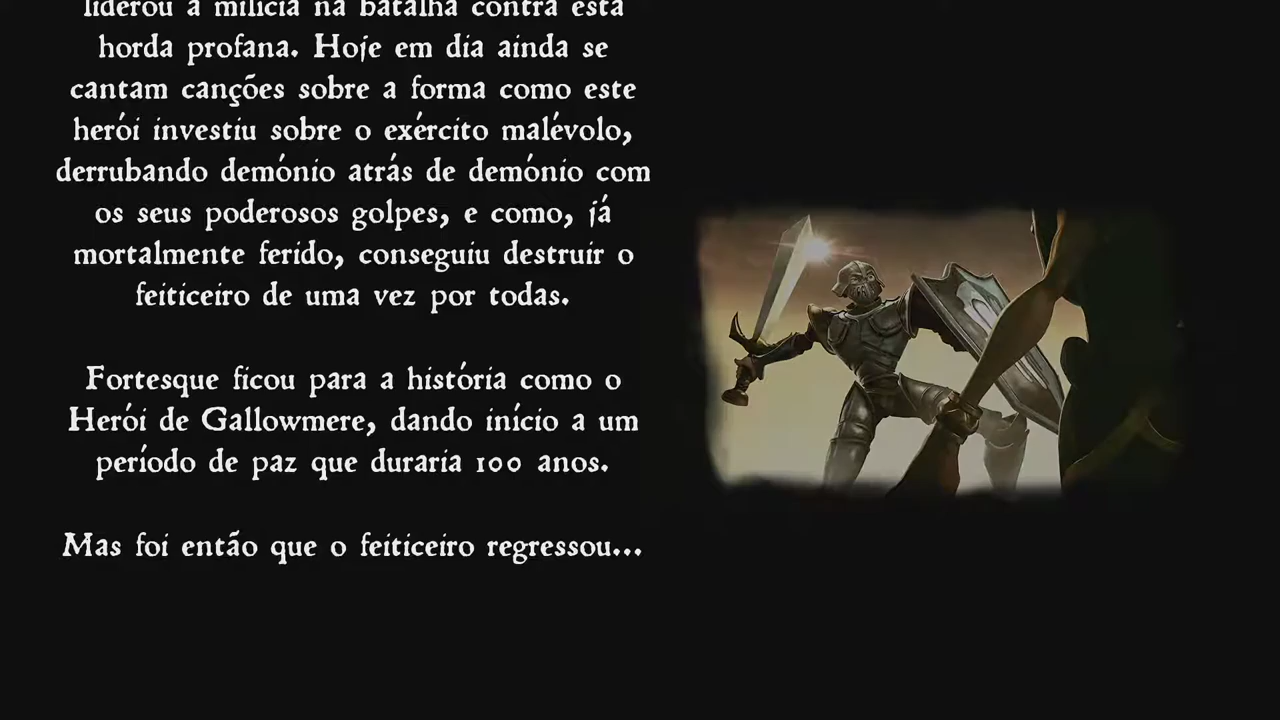 liderou a milícia na batalha contra esta
horda profana. Hoje em dia ainda se
cantam canções sobre a forma como este
herói investiu sobre o exército malévolo,
derrubando demónio atrás de demónio com
os seus poderosos golpes, e como, já
mortalmente ferido, conseguiu destruir o
feiticeiro de uma vez por todas.
Fortesque ficou para a história como o
Herói de Gallowmere, dando início a um
período de paz que duraria 100 anos.
Mas foi então que o feiticeiro regressou...